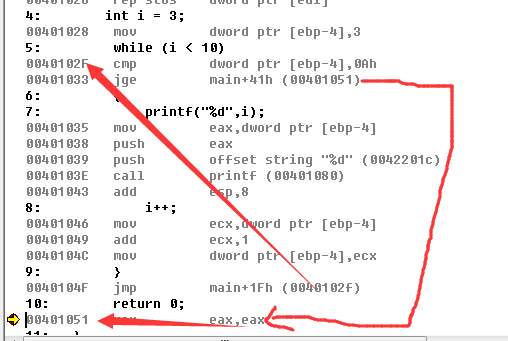 00401026 rep stos dword ptr [edi]
4: int i = 3;
00401028 mov dword ptr [ebp-4],3
5: while (i < 10)
0040102F cmp dword ptr [ebp-4],0Ah
00401033 jge main+41h (00401051)
6: {
7: printf("%d",i);
00401035 mov eax,dword ptr [ebp-4]
00401038 push eax
00401039 push offset string "%d" (0042201c)
0040103E call printf (00401080)
00401043 add esp,8
8: i++;
00401046 mov ecx,dword ptr [ebp-4]
00401049 add ecx,1
0040104C mov dword ptr [ebp-4],ecx
9: }
0040104F jmp main+1Fh (0040102f)
10: return 0;
00401051 eax,eax
11: }